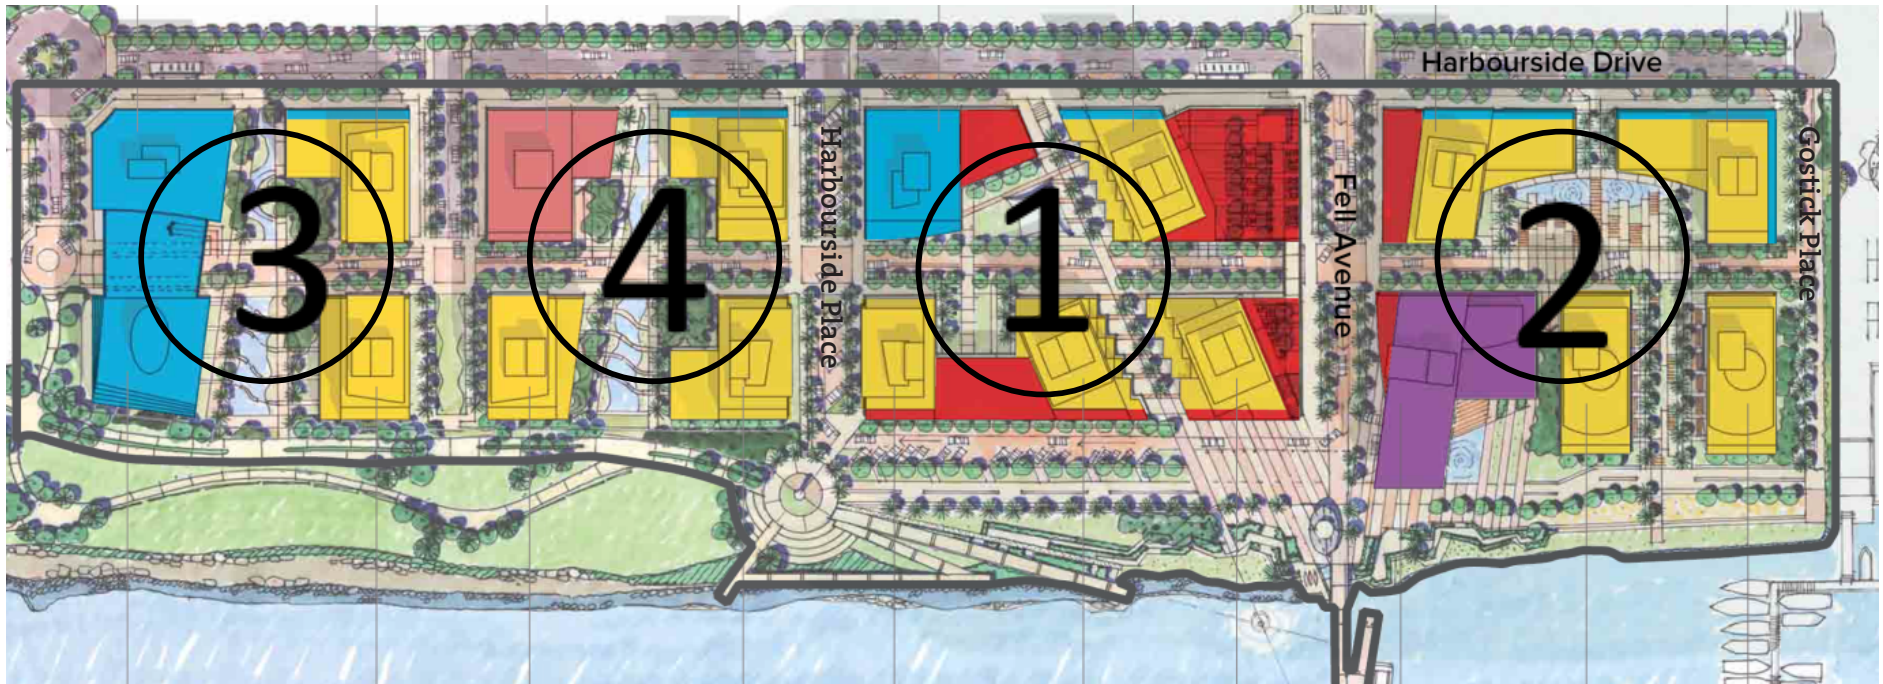 Harbourside Drive
3
4
Harbourside Place
1
Fell Avenue
2
Gostick Place